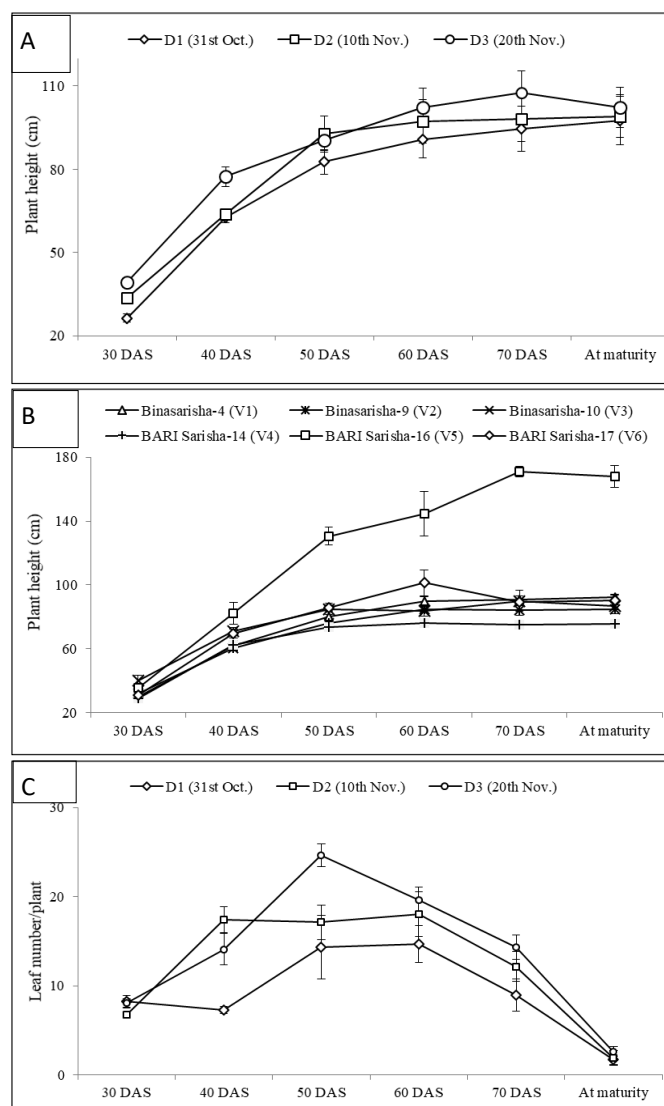 A
D1 (31st Oct.) D2 (10th Nov.) D3 (20th Nov.)
110
80
50
20
Plant height (cm)
30 DAS 40 DAS 50 DAS 60 DAS 70 DAS At maturity
B
Binasarisha-4 (V1) Binasarisha-9 (V2) Binasarisha-10 (V3)
BARI Sarisha-14 (V4) BARI Sarisha-16 (V5) BARI Sarisha-17 (V6)
180
140
100
60
20
Plant height (cm)
30 DAS 40 DAS 50 DAS 60 DAS 70 DAS At maturity
C
D1 (31st Oct.) D2 (10th Nov.) D3 (20th Nov.)
30
20
10
0
Leaf number/plant
30 DAS 40 DAS 50 DAS 60 DAS 70 DAS At maturity